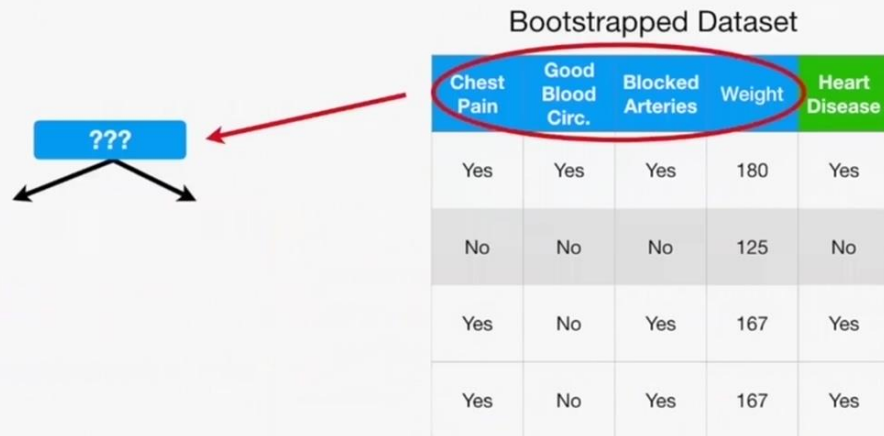 Bootstrapped Dataset
Chest Pain
Good Blood Circ.
Blocked Arteries
Weight
Heart Disease
???
Yes Yes Yes 180 Yes
No No No 125 No
Yes No Yes 167 Yes
Yes No Yes 167 Yes